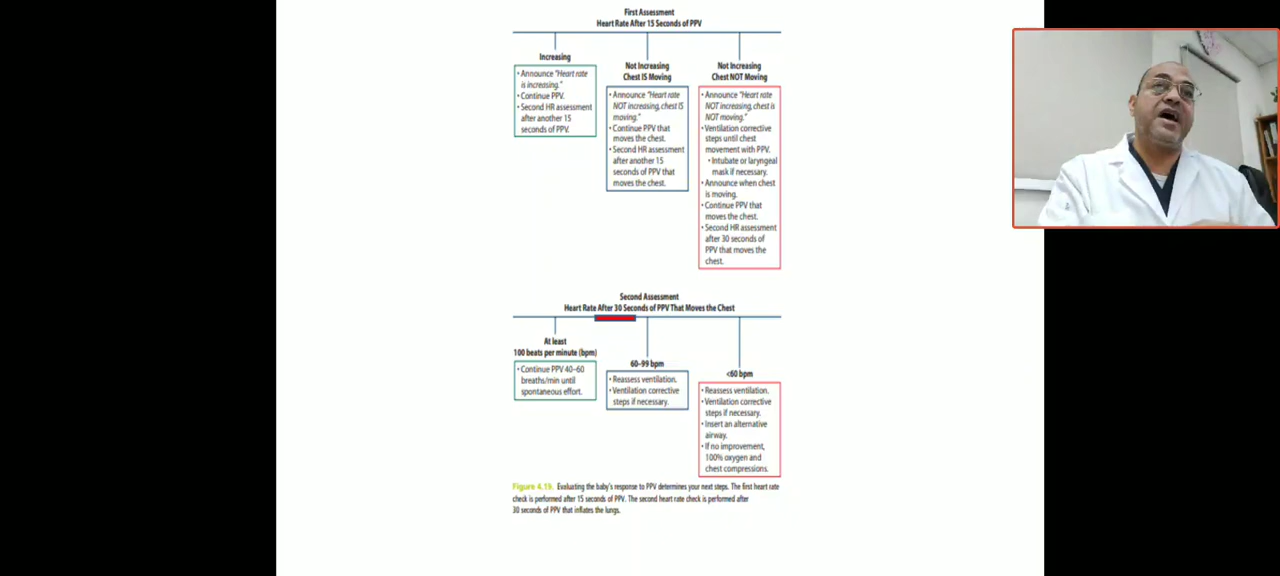 First Assessment
Heart Rate After 15 Seconds of PPV
Increasing
• Announce "Heart rate
is increasing."
• Continue PPV.
• Second HR assessment
after another 15
seconds of PPV.
Not Increasing
Chest IS Moving
• Announce "Heart rate
NOT increasing, chest IS
moving."
• Continue PPV that
moves the chest.
• Second HR assessment
after another 15
seconds of PPV that
moves the chest.
Not Increasing
Chest NOT Moving
• Announce "Heart rate
NOT increasing, chest is
NOT moving."
• Ventilation corrective
steps until chest
movement with PPV.
• Intubate or laryngeal
mask if necessary.
• Announce when chest
is moving.
• Continue PPV that
moves the chest.
• Second HR assessment
after 30 seconds of
PPV that moves the
chest.
Second Assessment
Heart Rate After 30 Seconds of PPV That Moves the Chest
At least
100 beats per minute (bpm)
• Continue PPV 40–60
breaths/min until
spontaneous effort.
60–99 bpm
• Reassess ventilation.
• Ventilation corrective
steps if necessary.
<60 bpm
• Reassess ventilation.
• Ventilation corrective
steps if necessary.
• Insert an alternative
airway.
• If no improvement,
100% oxygen and
chest compressions.
Figure 4.19. Evaluating the baby's response to PPV determines your next steps. The first heart rate
check is performed after 15 seconds of PPV. The second heart rate check is performed after
30 seconds of PPV that inflates the lungs.